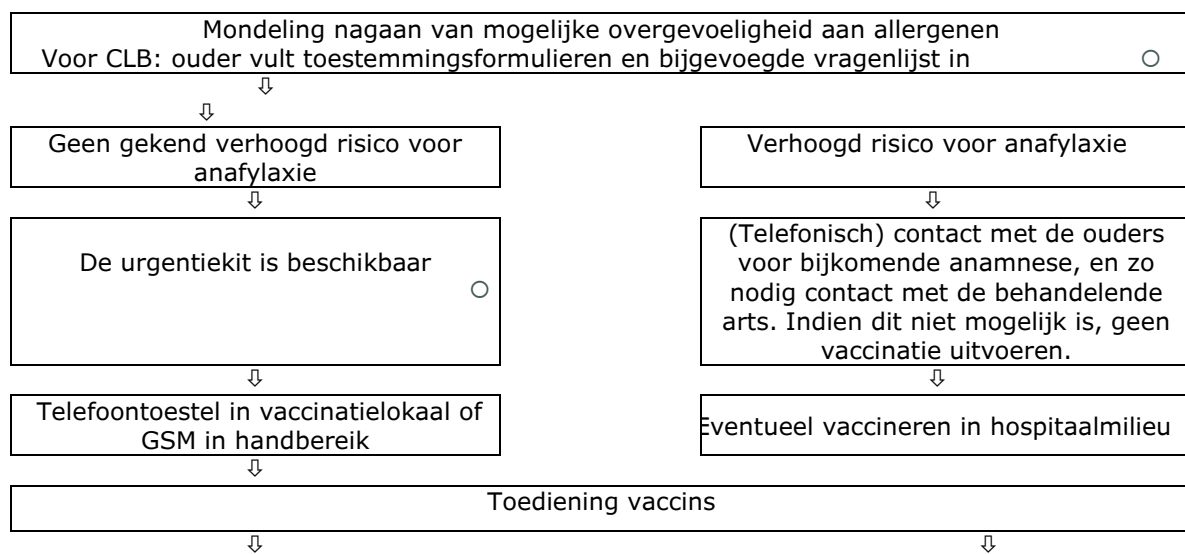 Mondeling nagaan van mogelijke overgevoeligheid aan allergenen
Voor CLB: ouder vult toestemmingsformulieren en bijgevoegde vragenlijst in
Geen gekend verhoogd risico voor
anafylaxie
Verhoogd risico voor anafylaxie
De urgentiekit is beschikbaar
(Telefonisch) contact met de ouders
voor bijkomende anamnese, en zo
nodig contact met de behandelende
arts. Indien dit niet mogelijk is, geen
vaccinatie uitvoeren.
Telefoontoestel in vaccinatielokaal of
GSM in handbereik
Eventueel vaccineren in hospitaalmilieu
Toediening vaccins